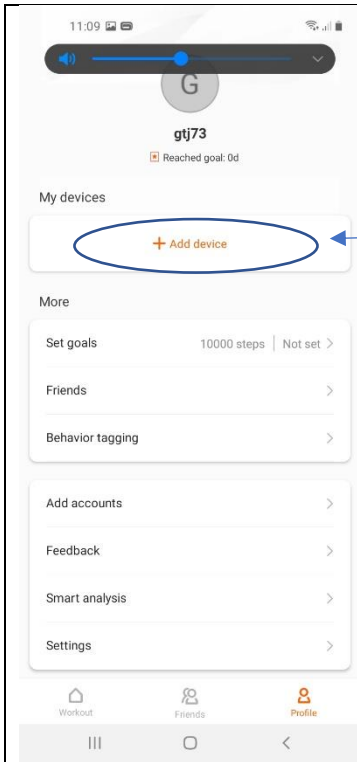 11:09
G
gtj73
Reached goal: 0d
My devices
+ Add device
More
Set goals 10000 steps | Not set >
Friends >
Behavior tagging >
Add accounts >
Feedback >
Smart analysis >
Settings >
Workout Friends Profile